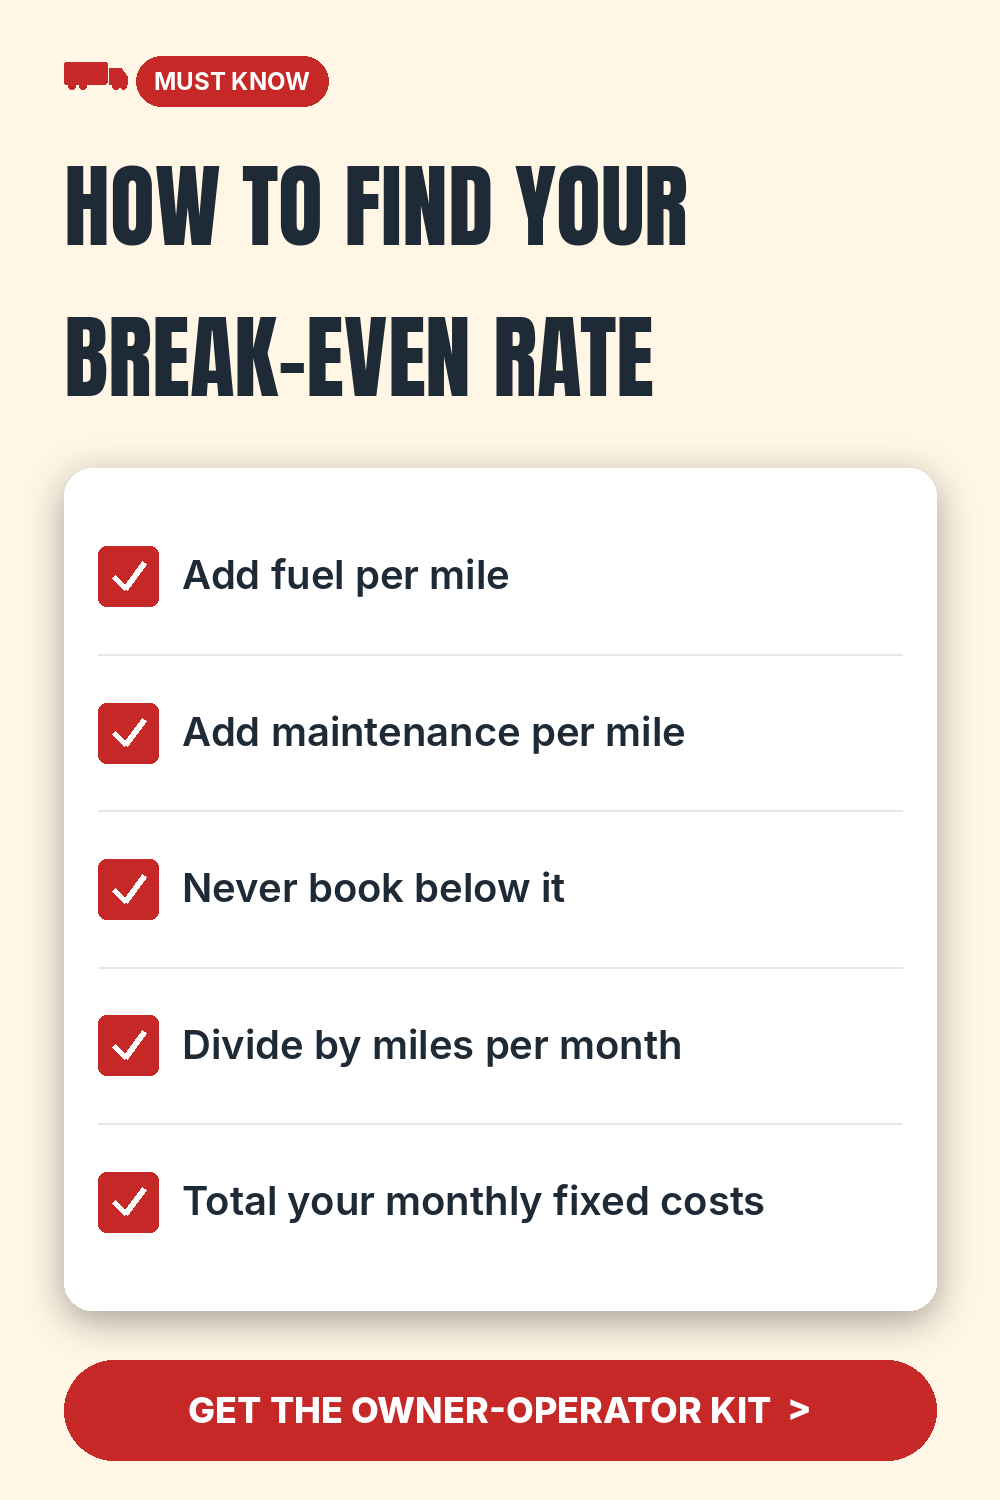 MUST KNOW
HOW TO FIND YOUR
BREAK-EVEN RATE
Add fuel per mile
Add maintenance per mile
Never book below it
Divide by miles per month
Total your monthly fixed costs
GET THE OWNER-OPERATOR KIT >